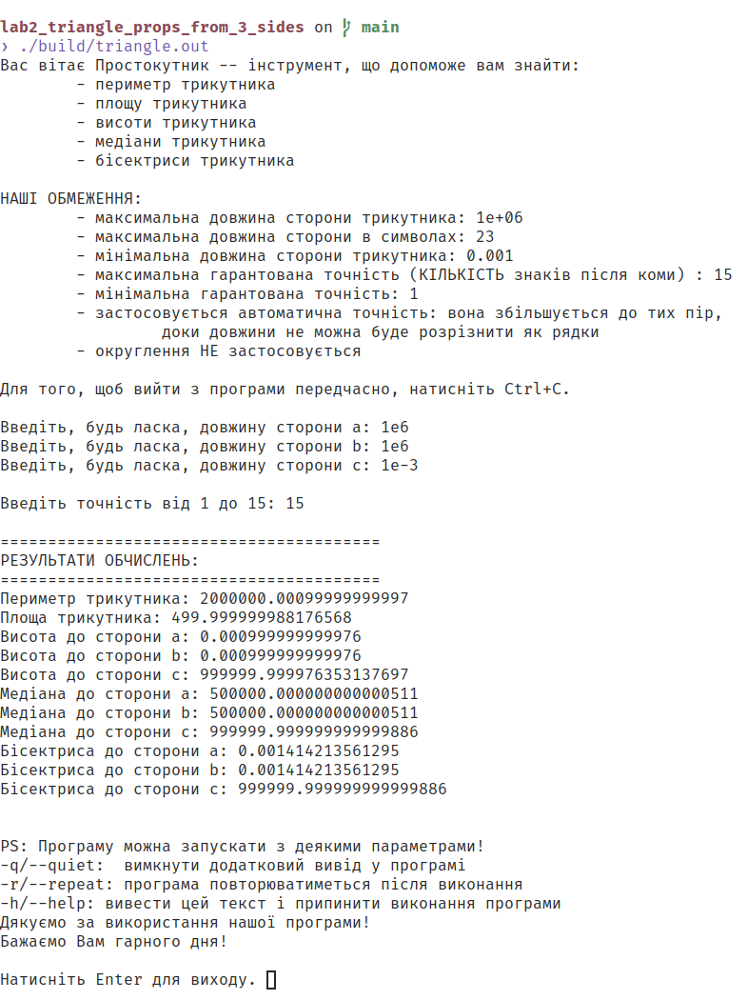 lab2_triangle_props_from_3_sides on main
› ./build/triangle.out
Вас вітає Простокутник -- інструмент, що допоможе вам знайти:
- периметр трикутника
- площу трикутника
- висоти трикутника
- медіани трикутника
- бісектриси трикутника
НАШІ ОБМЕЖЕННЯ:
- максимальна довжина сторони трикутника: 1e+06
- максимальна довжина сторони в символах: 23
- мінімальна довжина сторони трикутника: 0.001
- максимальна гарантована точність (КІЛЬКІСТЬ знаків після коми) : 15
- мінімальна гарантована точність: 1
- застосовується автоматична точність: вона збільшується до тих пір,
доки довжини не можна буде розрізнити як рядки
- округлення НЕ застосовується
Для того, щоб вийти з програми передчасно, натисніть Ctrl+C.
Введіть, будь ласка, довжину сторони a: 1e6
Введіть, будь ласка, довжину сторони b: 1e6
Введіть, будь ласка, довжину сторони c: 1e-3
Введіть точність від 1 до 15: 15
========================================
РЕЗУЛЬТАТИ ОБЧИСЛЕНЬ:
========================================
Периметр трикутника: 2000000.00099999999997
Площа трикутника: 499.999999988176568
Висота до сторони a: 0.000999999999976
Висота до сторони b: 0.000999999999976
Висота до сторони c: 999999.999976353137697
Медіана до сторони a: 500000.000000000000511
Медіана до сторони b: 500000.000000000000511
Медіана до сторони c: 999999.999999999999886
Бісектриса до сторони a: 0.001414213561295
Бісектриса до сторони b: 0.001414213561295
Бісектриса до сторони c: 999999.999999999999886
PS: Програму можна запускати з деякими параметрами!
-q/--quiet:  вимкнути додатковий вивід у програмі
-r/--repeat: програма повторюватиметься після виконання
-h/--help: вивести цей текст і припинити виконання програми
Дякуємо за використання нашої програми!
Бажаємо Вам гарного дня!
Натисніть Enter для виходу.